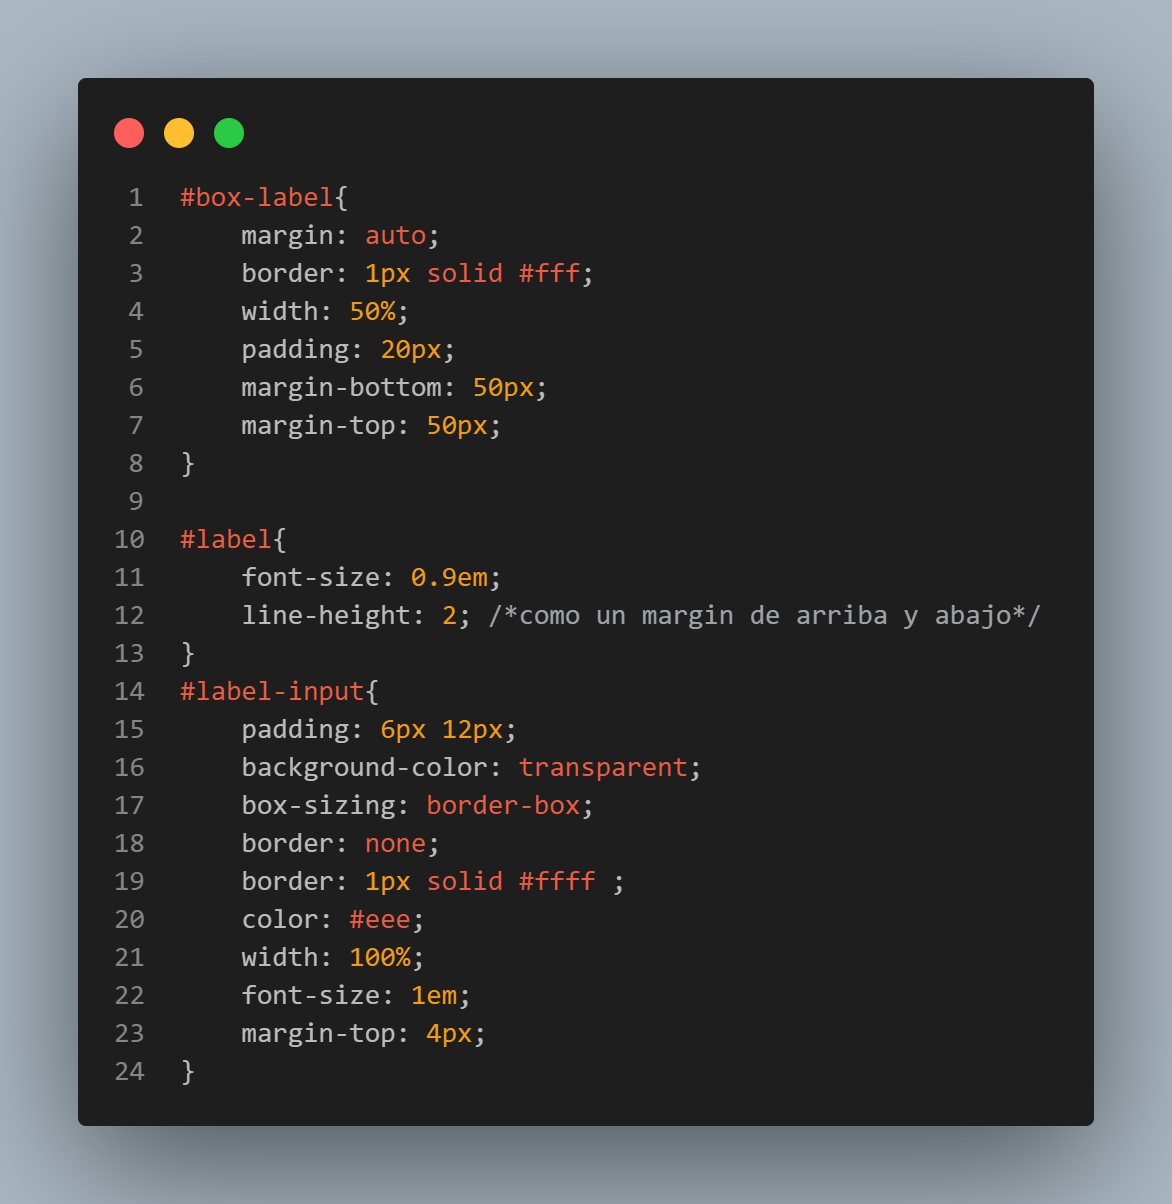 1 #box-label{
2     margin: auto;
3     border: 1px solid #fff;
4     width: 50%;
5     padding: 20px;
6     margin-bottom: 50px;
7     margin-top: 50px;
8 }
9
10 #label{
11     font-size: 0.9em;
12     line-height: 2; /*como un margin de arriba y abajo*/
13 }
14 #label-input{
15     padding: 6px 12px;
16     background-color: transparent;
17     box-sizing: border-box;
18     border: none;
19     border: 1px solid #ffff ;
20     color: #eee;
21     width: 100%;
22     font-size: 1em;
23     margin-top: 4px;
24 }